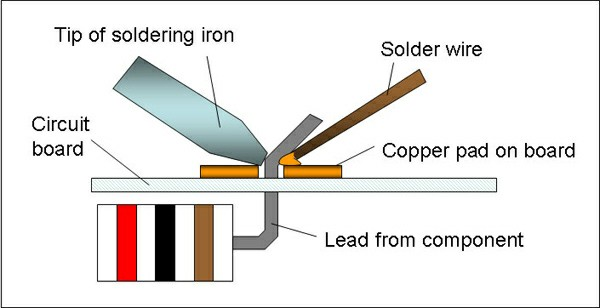 Tip of soldering iron
Solder wire
Circuit
board
Copper pad on board
Lead from component